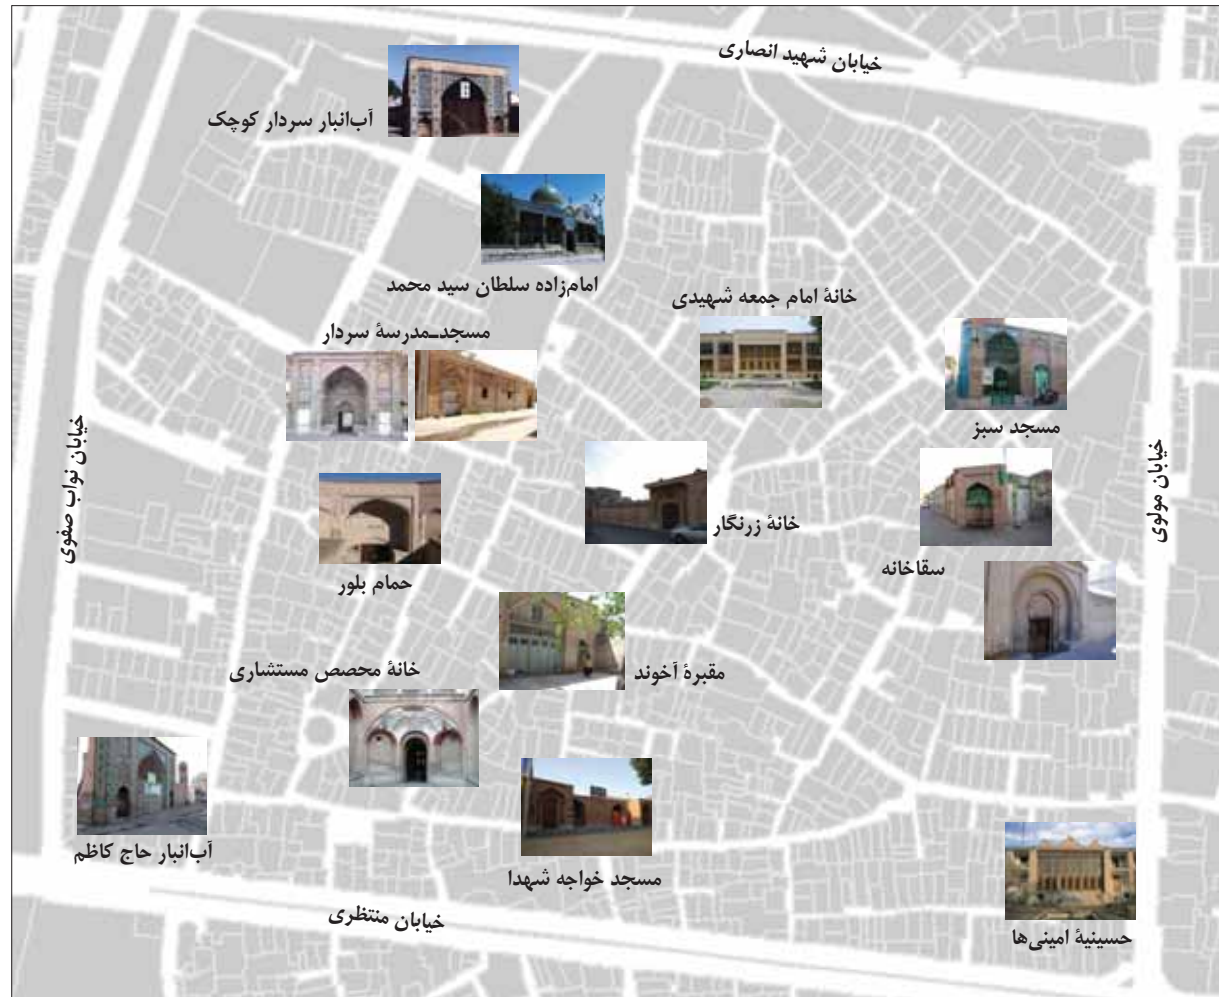 خیابان شهید انصاری
آب‌انبار سردار کوچک
امام‌زاده سلطان سید محمد
خانهٔ امام جمعه شهیدی
مسجد-مدرسهٔ سردار
مسجد سبز
خیابان نواب صفوی
خیابان مولوی
خانهٔ زرنگار
سقاخانه
حمام بلور
مقبرهٔ آخوند
خانهٔ محصص مستشاری
آب‌انبار حاج کاظم
مسجد خواجه شهدا
خیابان منتظری
حسینیهٔ امینی‌ها